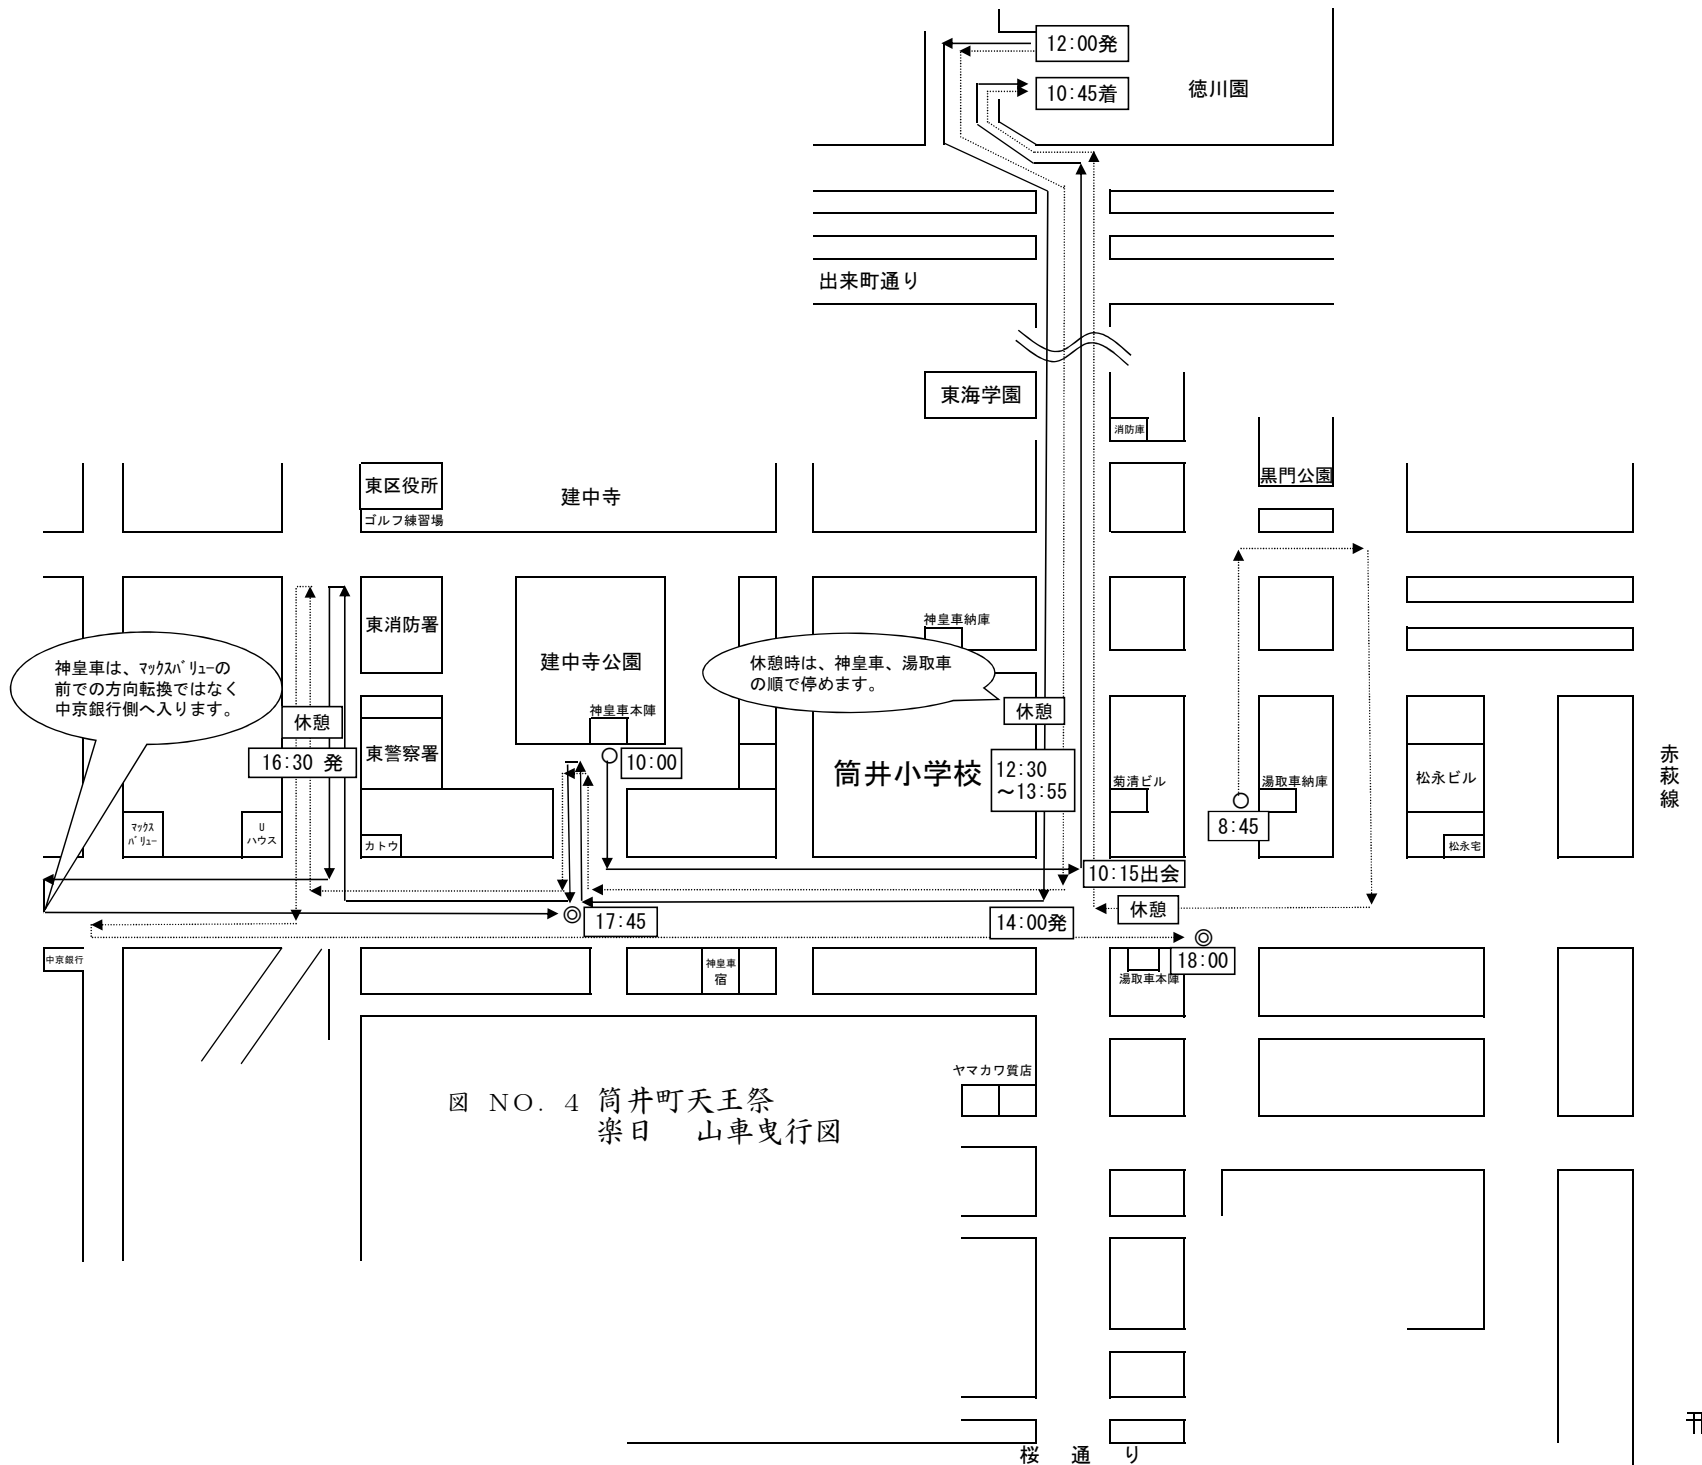 12:00発
10:45着
徳川園
出来町通り
東海学園
消防庫
黒門公園
東区役所
ゴルフ練習場
建中寺
東消防署
建中寺公園
神皇車納庫
神皇車は、ﾏｯｸｽﾊﾞﾘｭｰの
前での方向転換ではなく
中京銀行側へ入ります。
休憩時は、神皇車、湯取車
の順で停めます。
休憩
16:30 発
東警察署
神皇車本陣
10:00
休憩
筒井小学校
12:30
～13:55
菊清ビル
湯取車納庫
松永ビル
赤萩線
ﾏｯｸｽ
ﾊﾞﾘｭｰ
U
ハウス
カトウ
8:45
松永宅
10:15出会
休憩
17:45
14:00発
中京銀行
神皇車
宿
18:00
湯取車本陣
ヤマカワ質店
図 NO. 4 筒井町天王祭
楽日 山車曳行図
桜 通 り